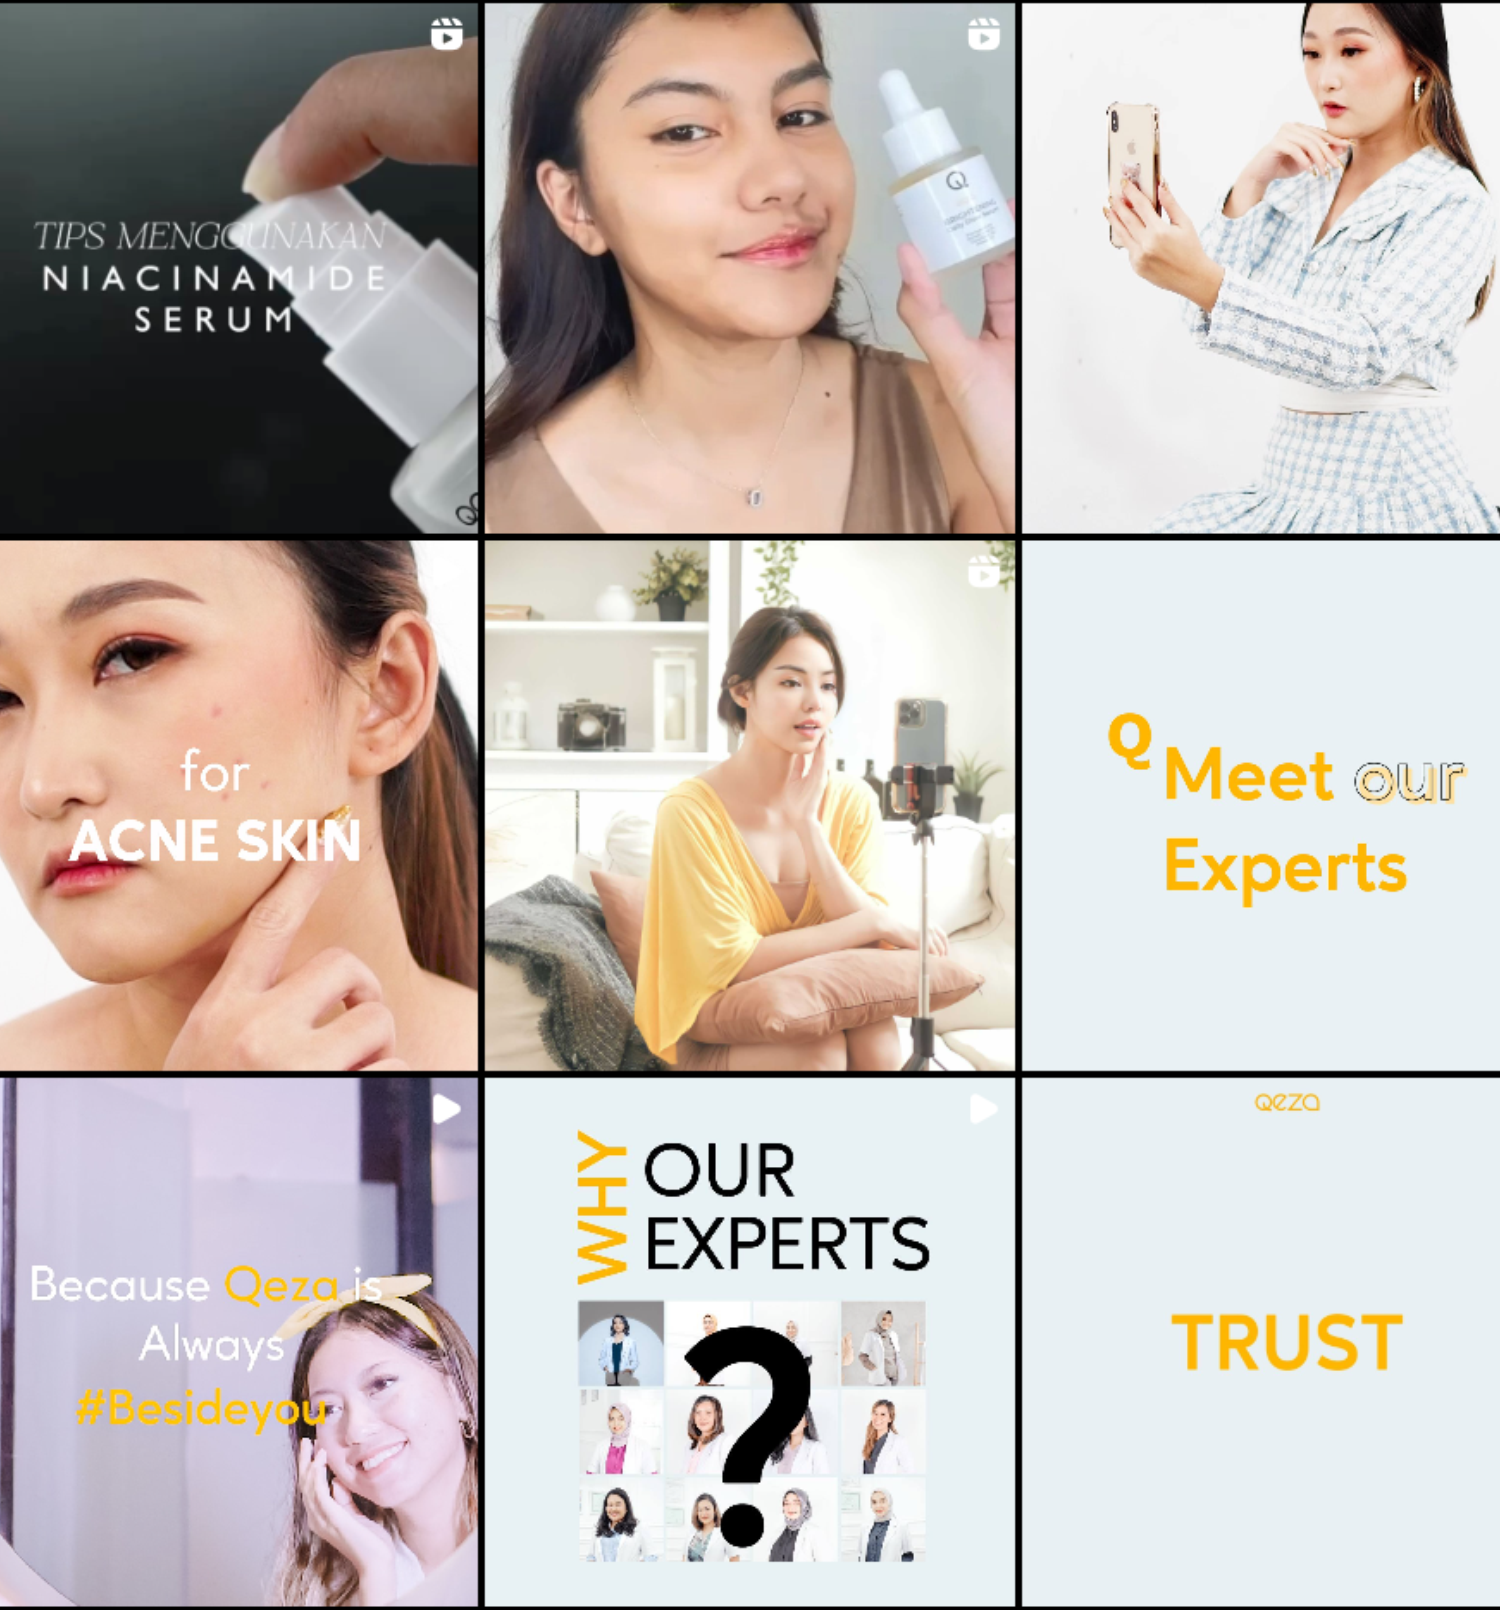 TIPS MENGGUNAKAN
NIACINAMIDE
SERUM
Q
BRIGHTENING
for
ACNE SKIN
Q
Meet our
Experts
Because Qeza is
Always
#Besideyou
WHY
OUR
EXPERTS
?
Qeza
TRUST